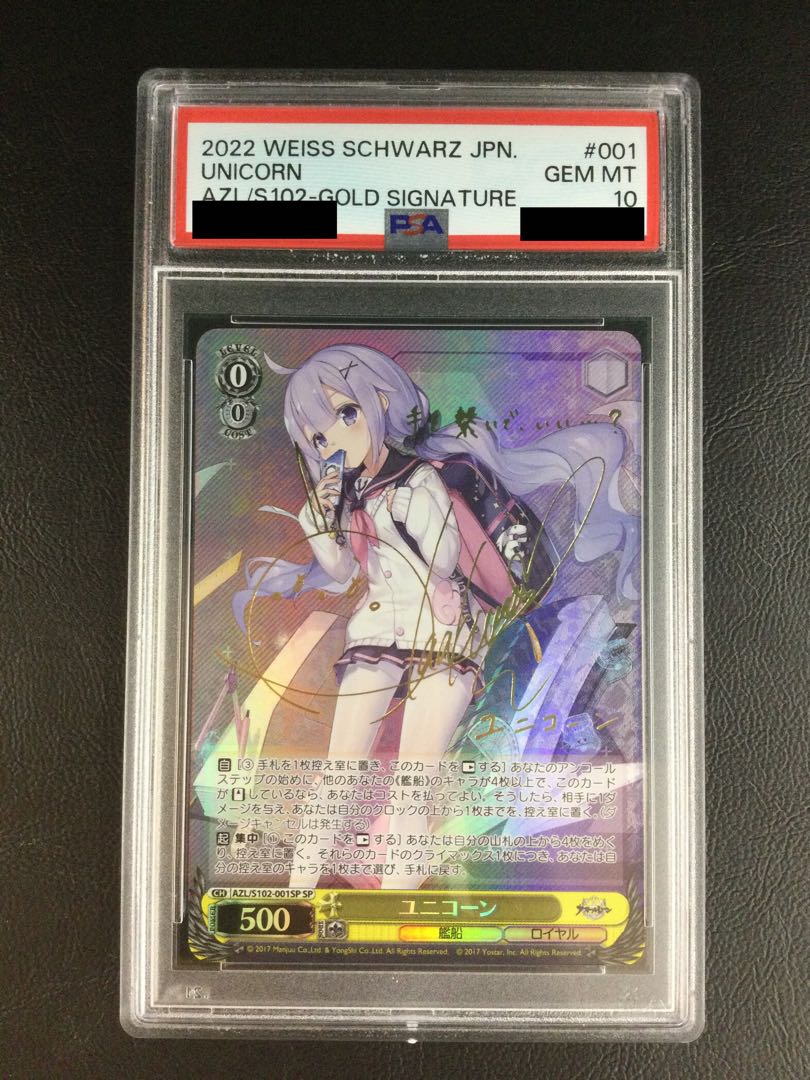 2022 WEISS SCHWARZ JPN. #001
UNICORN GEM MT
AZL/S102-GOLD SIGNATURE 10
PSA
LEVEL
0
0
COST
手、繋いで、いい…?
ユニコーン
自 [③ 手札を1枚控え室に置き、このカードを する] あなたのアンコール
ステップの始めに、他のあなたの《艦船》のキャラが4枚以上で、このカード
が しているなら、あなたはコストを払ってよい。そうしたら、相手に1ダ
メージを与え、あなたは自分のクロックの上から1枚までを、控え室に置く。(ダ
メージキャンセルは発生する)
起 集中 [① このカードを する] あなたは自分の山札の上から4枚をめく
り、控え室に置く。それらのカードのクライマックス1枚につき、あなたは自
分の控え室のキャラを1枚まで選び、手札に戻す。
CH AZL/S102-001SP SP
POWER 500 SOUL ユニコーン アズールレーン
艦船 ロイヤル
© 2017 Manjuu Co.,Ltd. & YongShi Co.,Ltd. All Rights Reserved. © 2017 Yostar, Inc. All Rights Reserved.